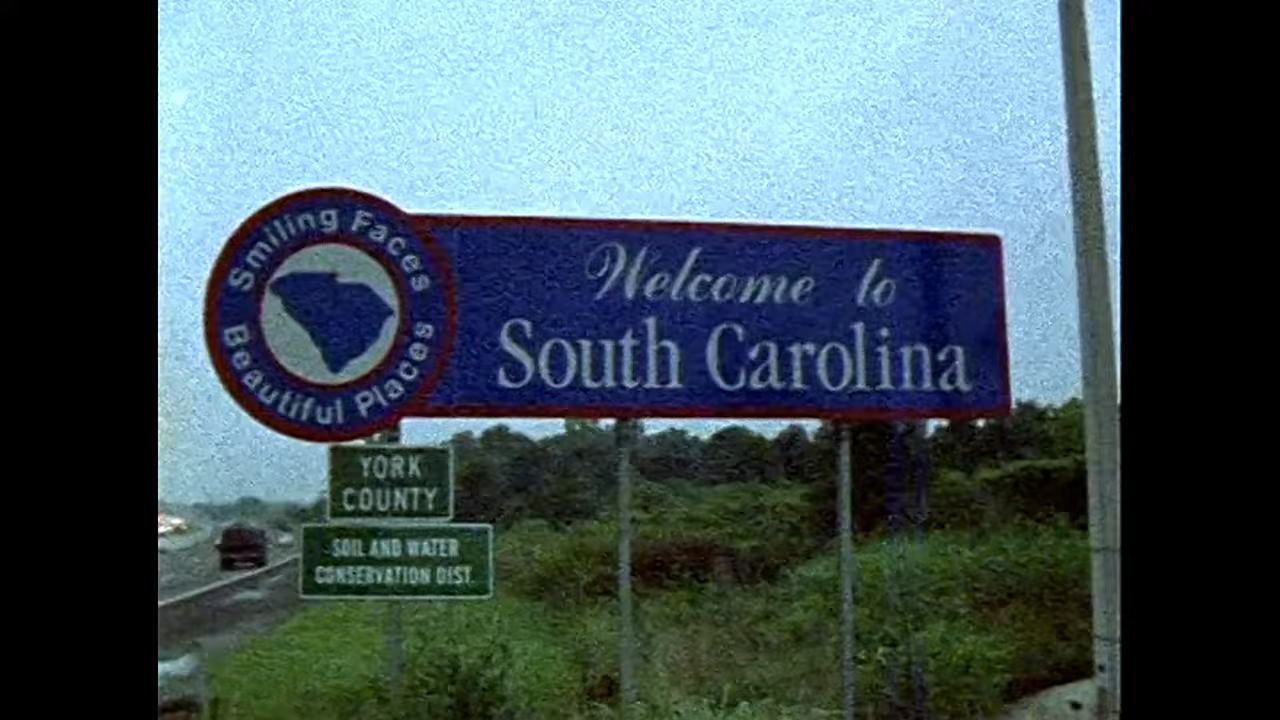 Smiling Faces
Beautiful Places
Welcome to
South Carolina
YORK
COUNTY
SOIL AND WATER
CONSERVATION DIST.